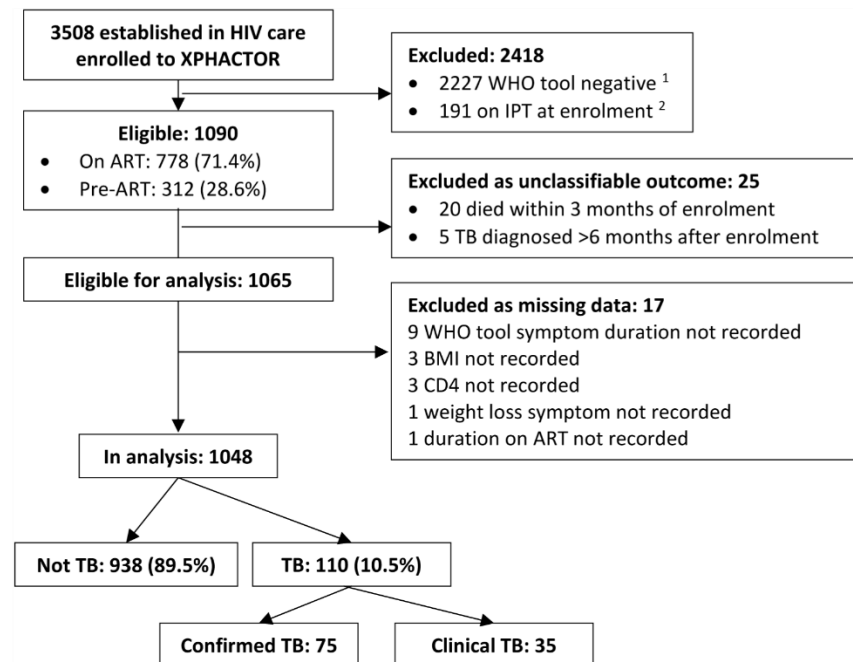 3508 established in HIV care
enrolled to XPHACTOR
Excluded: 2418
• 2227 WHO tool negative 1
• 191 on IPT at enrolment 2
Eligible: 1090
• On ART: 778 (71.4%)
• Pre-ART: 312 (28.6%)
Excluded as unclassifiable outcome: 25
• 20 died within 3 months of enrolment
• 5 TB diagnosed >6 months after enrolment
Eligible for analysis: 1065
Excluded as missing data: 17
9 WHO tool symptom duration not recorded
3 BMI not recorded
3 CD4 not recorded
1 weight loss symptom not recorded
1 duration on ART not recorded
In analysis: 1048
Not TB: 938 (89.5%)
TB: 110 (10.5%)
Confirmed TB: 75
Clinical TB: 35